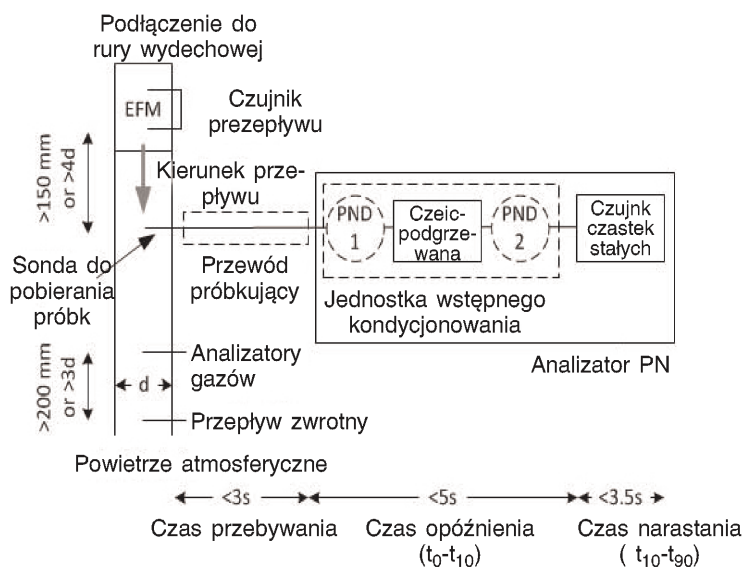 Podłączenie do
rury wydechowej
EFM
Czujnik
prezepływu
>150 mm
or >4d
Kierunek prze-
pływu
PND
1
Czeic-
podgrze-
wana
PND
2
Czujnk
czastek
stałych
Sonda do
pobierania
próbk
Przewód
próbkujący
Jednostka wstępnego
kondycjonowania
Analizator PN
>200 mm
or >3d
d
Analizatory
gazów
Przepływ zwrotny
Powietrze atmosferyczne
<3s
<5s
<3.5s
Czas przebywania
Czas opóźnienia
(t0-t10)
Czas narastania
( t10-t90)